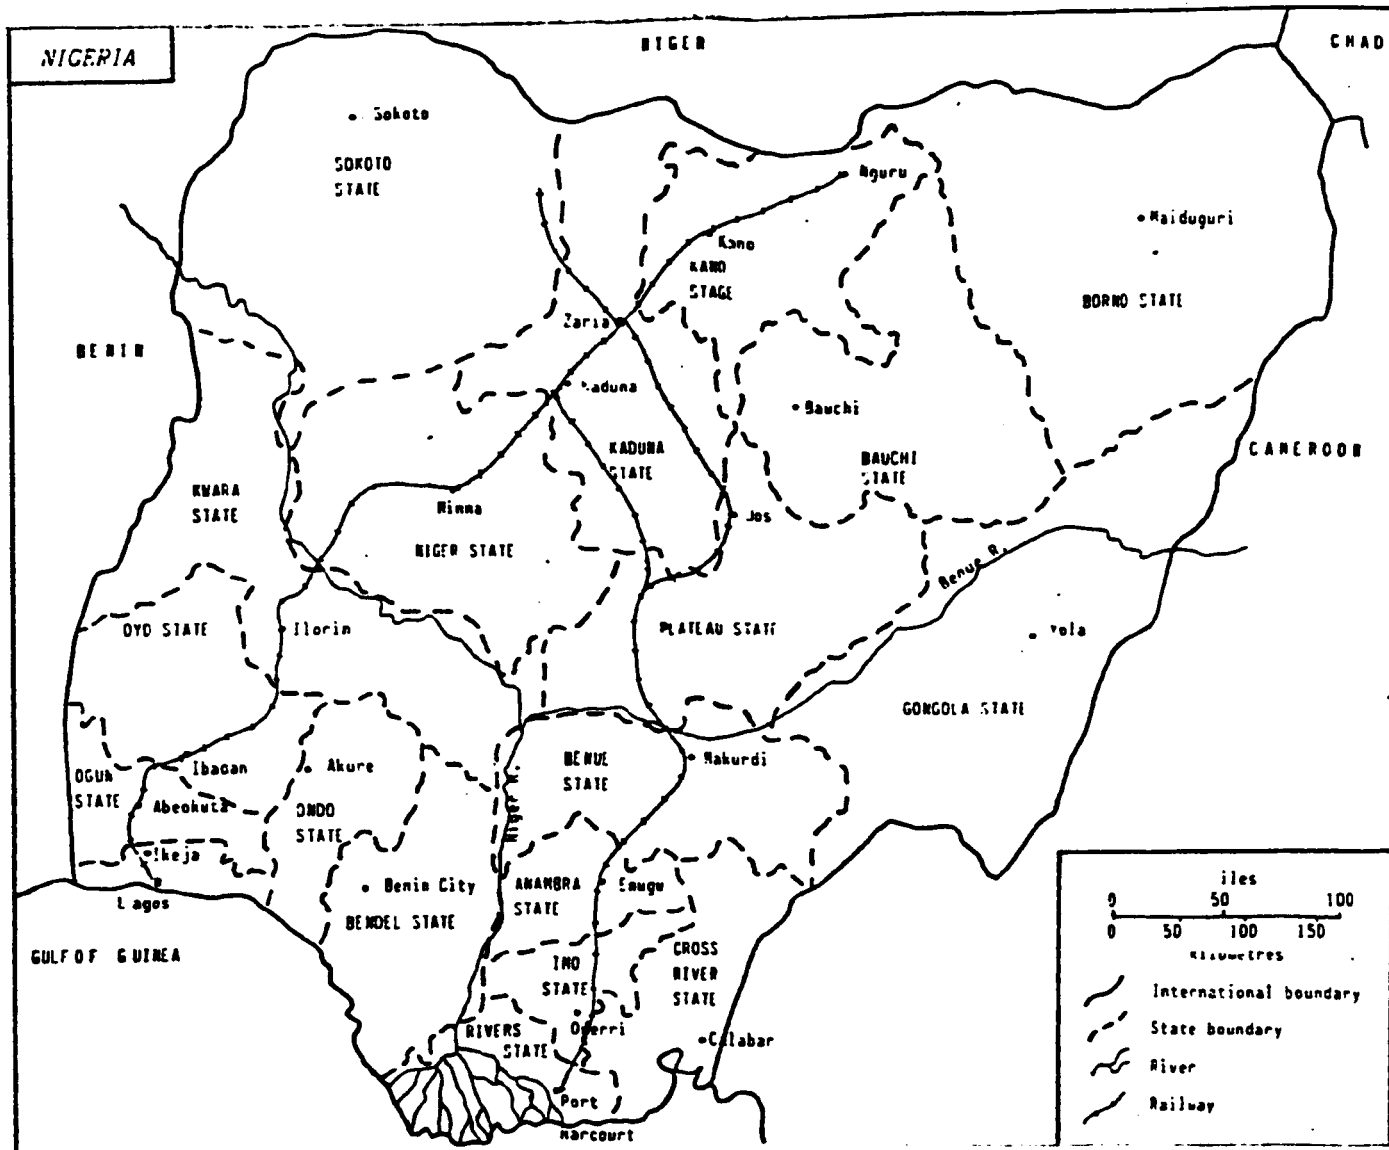 NIGERIA
NIGER
CHAD
Sokoto
SOKOTO
STATE
Nguru
Maiduguri
Kano
KANO
STAGE
BORNO STATE
Zaria
BENIN
Kaduna
Bauchi
KADUNA
STATE
CAMEROON
BAUCHI
STATE
KWARA
STATE
Minna
Jos
NIGER STATE
Benue R.
OYO STATE
Ilorin
PLATEAU STATE
Yola
GONGOLA STATE
Ibadan
Akure
BENUE
STATE
Makurdi
OGUN
STATE
Abeokuta
ONDO
STATE
Niger R.
Ikeja
Lagos
Benin City
BENDEL STATE
ANAMBRA
STATE
Enugu
GULF OF GUINEA
IMO
STATE
CROSS
RIVER
STATE
RIVERS
STATE
Owerri
Calabar
Port
Harcourt
iles
0 50 100
0 50 100 150
kilometres
International boundary
State boundary
River
Railway